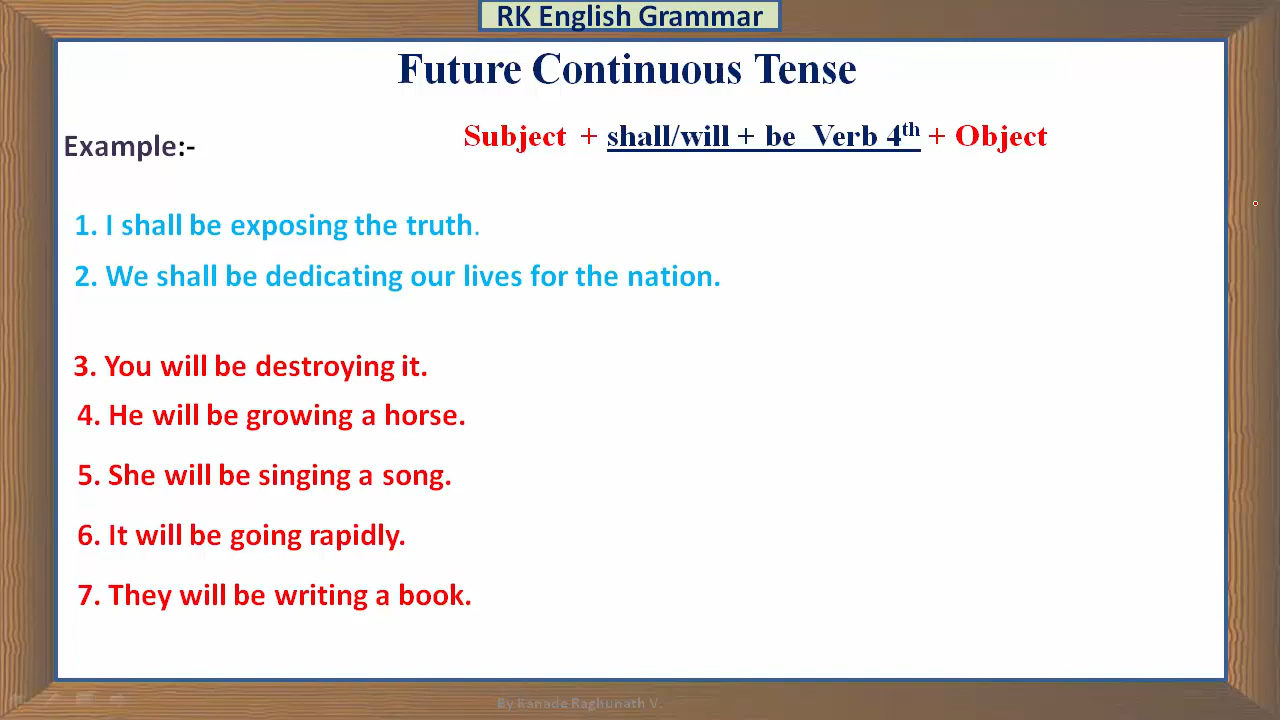 RK English Grammar
Future Continuous Tense
Subject + shall/will + be Verb 4th + Object
Example:-
1. I shall be exposing the truth.
2. We shall be dedicating our lives for the nation.
3. You will be destroying it.
4. He will be growing a horse.
5. She will be singing a song.
6. It will be going rapidly.
7. They will be writing a book.
By Kanade Raghunath V.